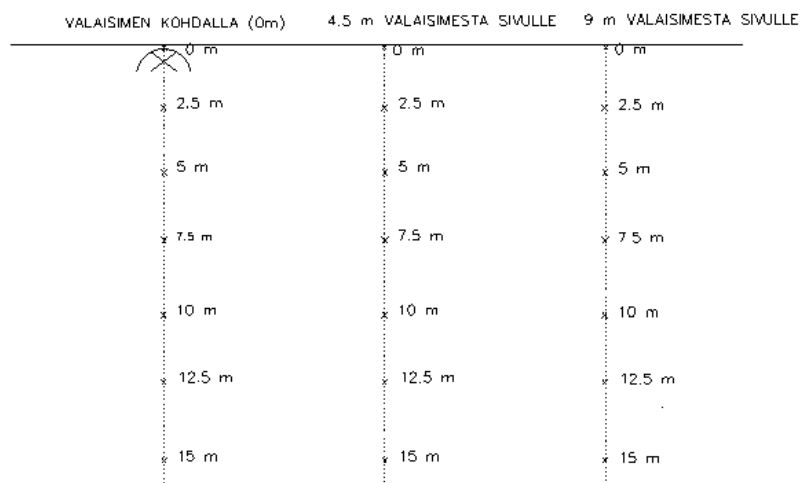 VALAISIMEN KOHDALLA (0m) 4.5 m VALAISIMESTA SIVULLE 9 m VALAISIMESTA SIVULLE
0 m 0 m 0 m
2.5 m 2.5 m 2.5 m
5 m 5 m 5 m
7.5 m 7.5 m 7 5 m
10 m 10 m 10 m
12.5 m 12.5 m 12.5 m
15 m 15 m 15 m